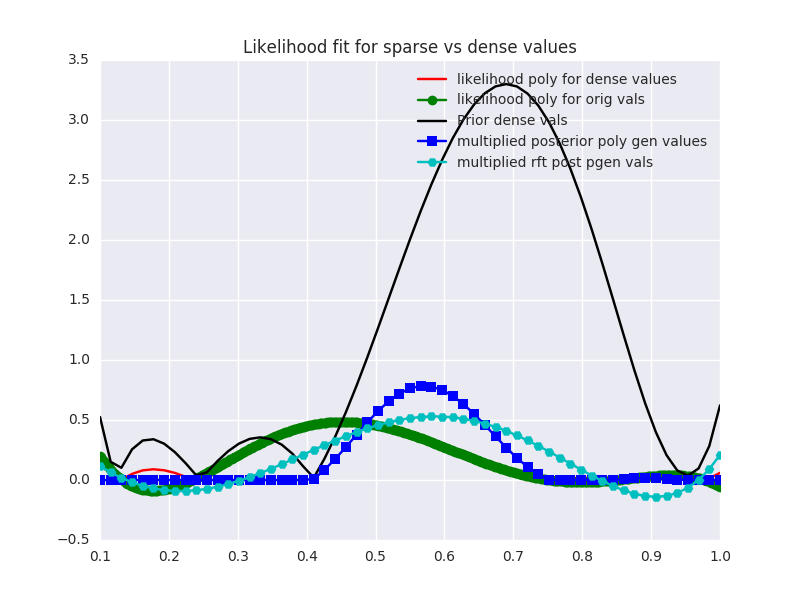 Likelihood fit for sparse vs dense values
likelihood poly for dense values
likelihood poly for orig vals
Prior dense vals
multiplied posterior poly gen values
multiplied rft post pgen vals
3.5
3.0
2.5
2.0
1.5
1.0
0.5
0.0
−0.5
0.1 0.2 0.3 0.4 0.5 0.6 0.7 0.8 0.9 1.0